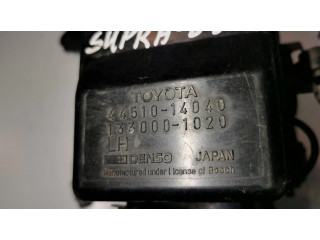 SUPRA
TOYOTA
44510-14040
133000-1020
LH
DENSO JAPAN
Manufactured under License of Bosch